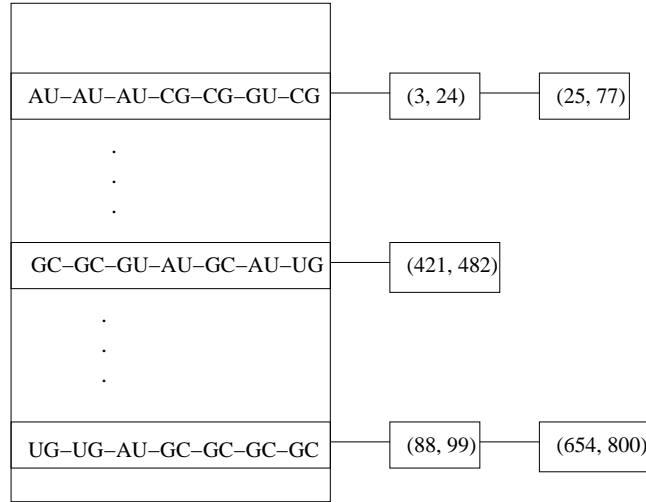 AU–AU–AU–CG–CG–GU–CG (3, 24) (25, 77)
.
.
.
GC–GC–GU–AU–GC–AU–UG (421, 482)
.
.
.
UG–UG–AU–GC–GC–GC–GC (88, 99) (654, 800)